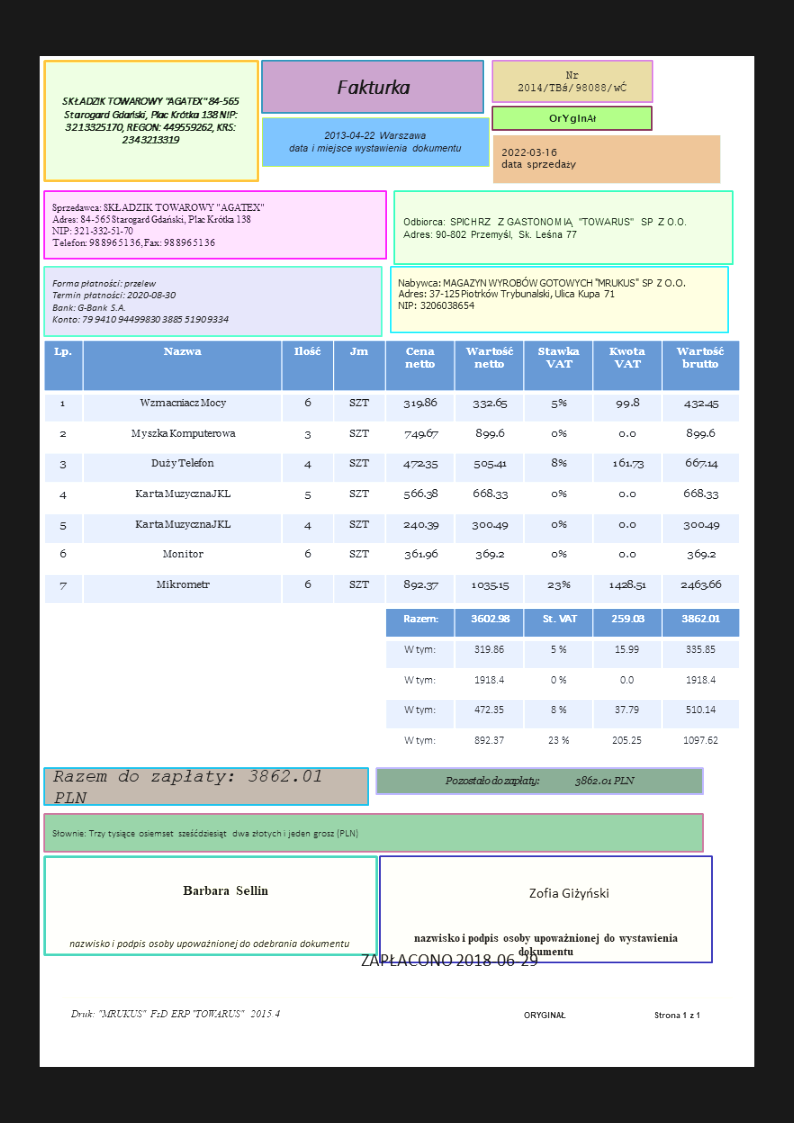 SKŁADZIK TOWAROWY "AGATEX" 84-565
Starogard Gdański, Plac Krótka 138 NIP:
3213325170, REGON: 449559262, KRS:
2343213319
Fakturka
2013-04-22 Warszawa
data i miejsce wystawienia dokumentu
Nr
2014/TBś/98088/wĆ
OrYgInAł
2022-03-16
data sprzedaży
Sprzedawca: SKŁADZIK TOWAROWY "AGATEX"
Adres: 84-565 Starogard Gdański, Plac Krótka 138
NIP: 321-332-51-70
Telefon: 988965136, Fax: 988965136
Odbiorca: SPICHRZ Z GASTONOMIĄ "TOWARUS" SP Z O.O.
Adres: 90-802 Przemyśl, Sk. Leśna 77
Forma płatności: przelew
Termin płatności: 2020-08-30
Bank: G-Bank S.A.
Konto: 79 9410 9449 9830 3885 5190 9334
Nabywca: MAGAZYN WYROBÓW GOTOWYCH "MRUKUS" SP Z O.O.
Adres: 37-125 Piotrków Trybunalski, Ulica Kupa 71
NIP: 3206038654
Lp. Nazwa Ilość Jm Cena netto Wartość netto Stawka VAT Kwota VAT Wartość brutto
1 Wzmacniacz Mocy 6 SZT 319.86 332.65 5% 99.8 432.45
2 Myszka Komputerowa 3 SZT 749.67 899.6 0% 0.0 899.6
3 Duży Telefon 4 SZT 472.35 505.41 8% 161.73 667.14
4 Karta Muzyczna JKL 5 SZT 566.38 668.33 0% 0.0 668.33
5 Karta Muzyczna JKL 4 SZT 240.39 300.49 0% 0.0 300.49
6 Monitor 6 SZT 361.96 369.2 0% 0.0 369.2
7 Mikrometr 6 SZT 892.37 1035.15 23% 1428.51 2463.66
Razem: 3602.98 St. VAT 259.03 3862.01
W tym: 319.86 5 % 15.99 335.85
W tym: 1918.4 0 % 0.0 1918.4
W tym: 472.35 8 % 37.79 510.14
W tym: 892.37 23 % 205.25 1097.62
Razem do zapłaty: 3862.01
PLN
Pozostało do zapłaty: 3862.01 PLN
Słownie: Trzy tysiące osiemset sześćdziesiąt dwa złotych i jeden grosz (PLN)
Barbara Sellin
nazwisko i podpis osoby upoważnionej do odebrania dokumentu
Zofia Giżyński
nazwisko i podpis osoby upoważnionej do wystawienia
dokumentu
ZAPŁACONO 2018-06-29
Druk: "MRUKUS" FzD ERP "TOWARUS" 2015.4
ORYGINAŁ
Strona 1 z 1